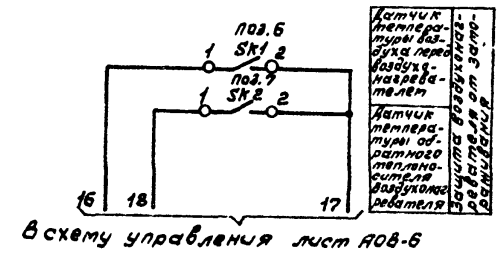 поз.6
1 SK1 2
поз.7
1 SK2 2
16 18 17
В схему управления лист АОВ-6
Датчик
темпера-
туры воз-
духа перед
воздухо-
нагрева-
телем
Датчик
темпера-
туры об-
ратного
теплоно-
сителя
воздухонаг-
ревателя
Защита воздухонаг-
ревателя от замо-
раживания